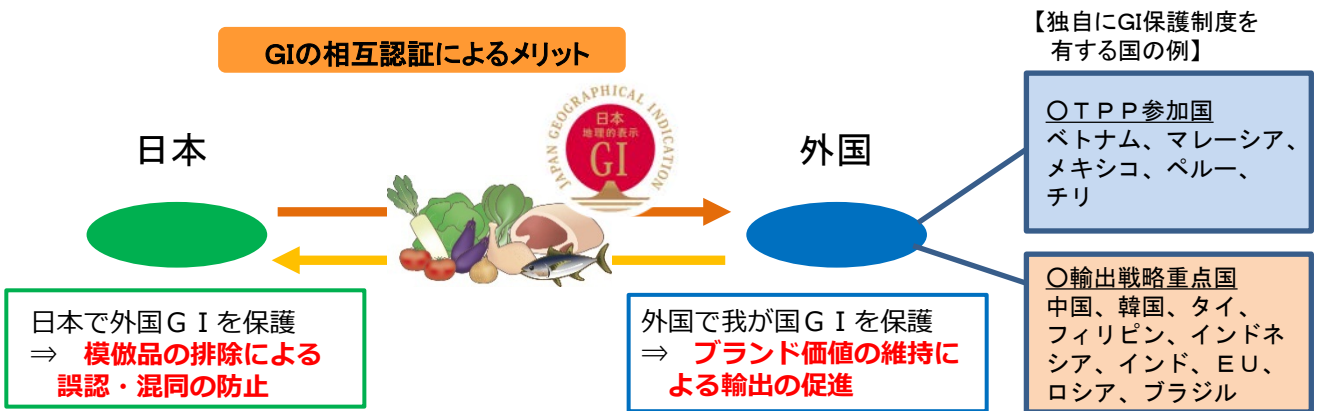 GIの相互認証によるメリット
日本
JAPAN GEOGRAPHICAL INDICATION
日本
地理的表示
GI
外国
日本で外国ＧＩを保護
⇒ 模倣品の排除による
誤認・混同の防止
外国で我が国ＧＩを保護
⇒ ブランド価値の維持に
よる輸出の促進
【独自にGI保護制度を
有する国の例】
〇ＴＰＰ参加国
ベトナム、マレーシア、
メキシコ、ペルー、
チリ
〇輸出戦略重点国
中国、韓国、タイ、
フィリピン、インドネ
シア、インド、ＥＵ、
ロシア、ブラジル